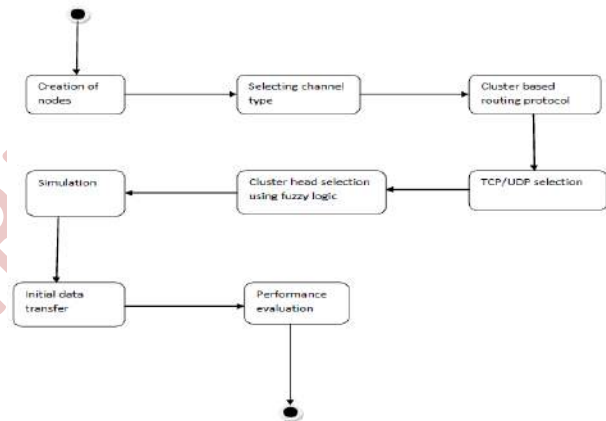 Creation of
nodes
Selecting channel
type
Cluster based
routing protocol
TCP/UDP selection
Cluster head selection
using fuzzy logic
Simulation
Initial data
transfer
Performance
evaluation